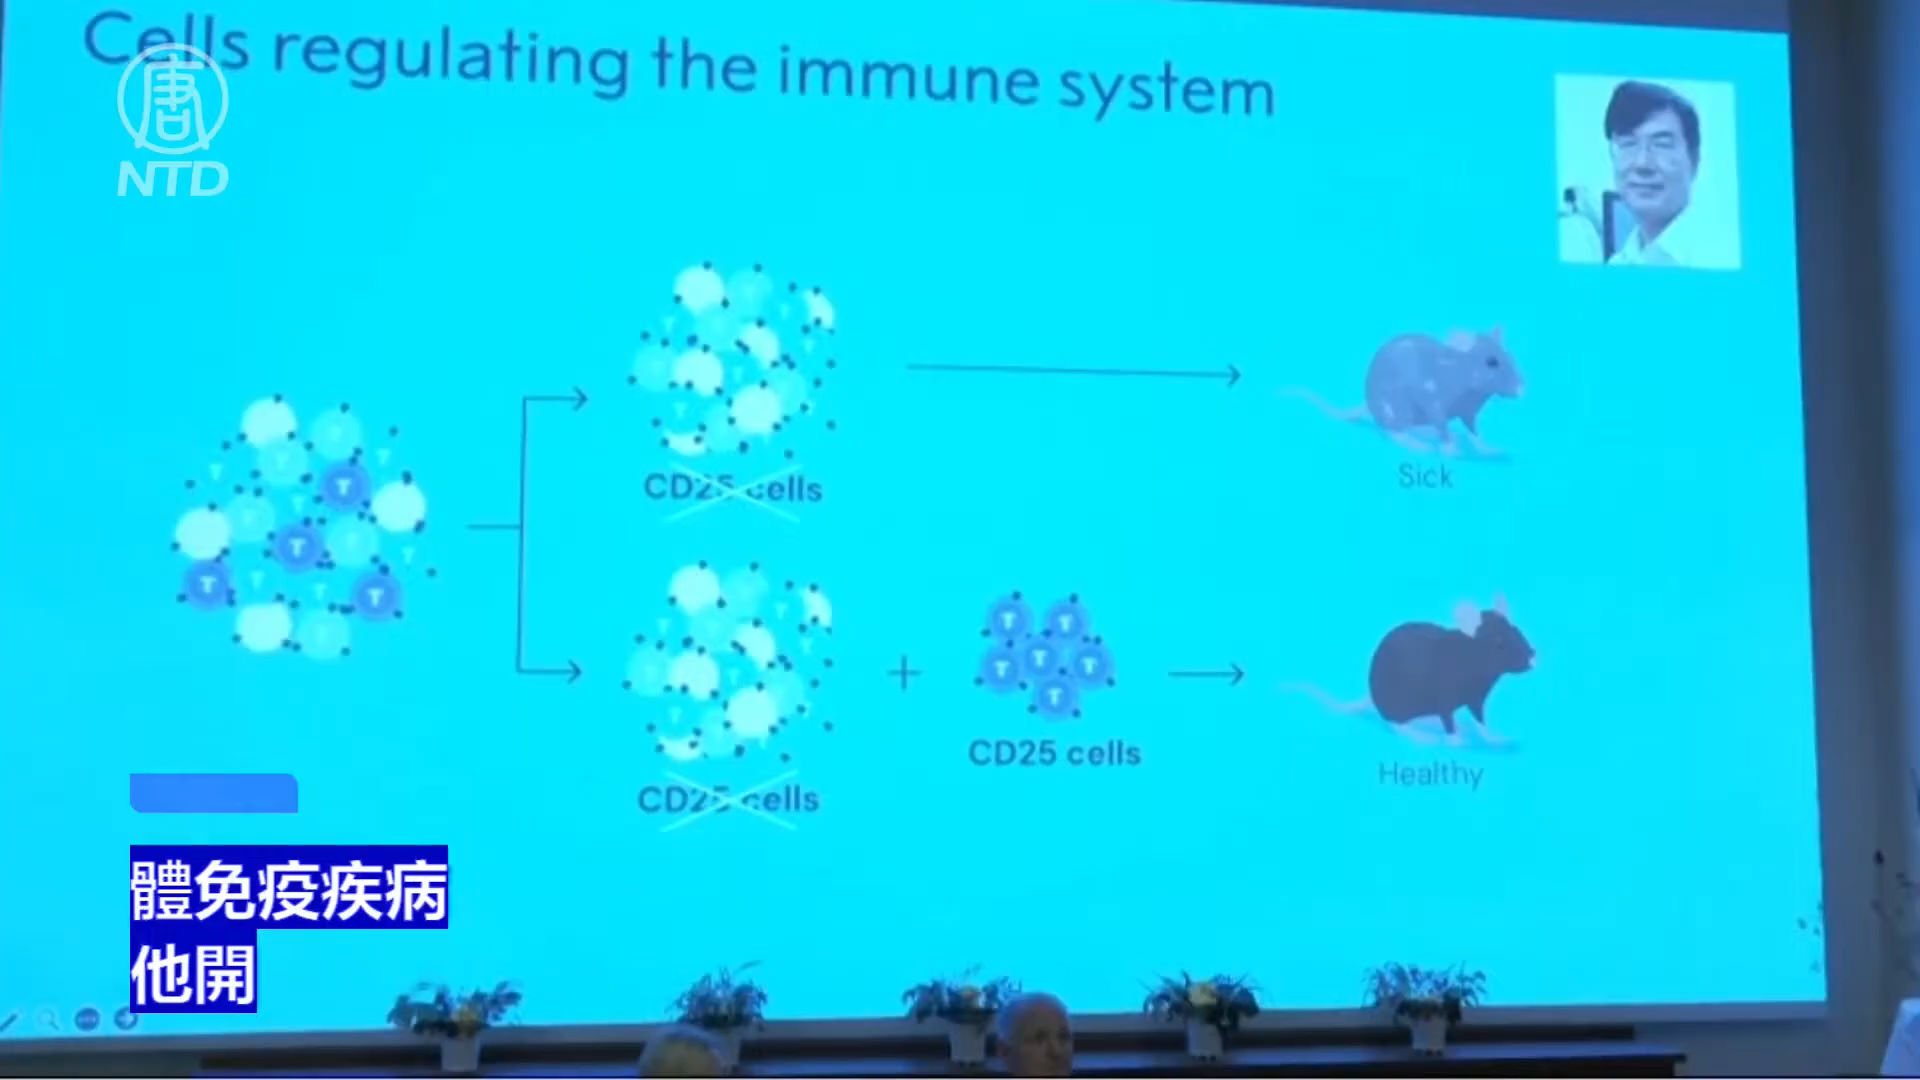 Cells regulating the immune system
唐
NTD
CD25 cells
Sick
CD25 cells
+
CD25 cells
Healthy
體免疫疾病
他開